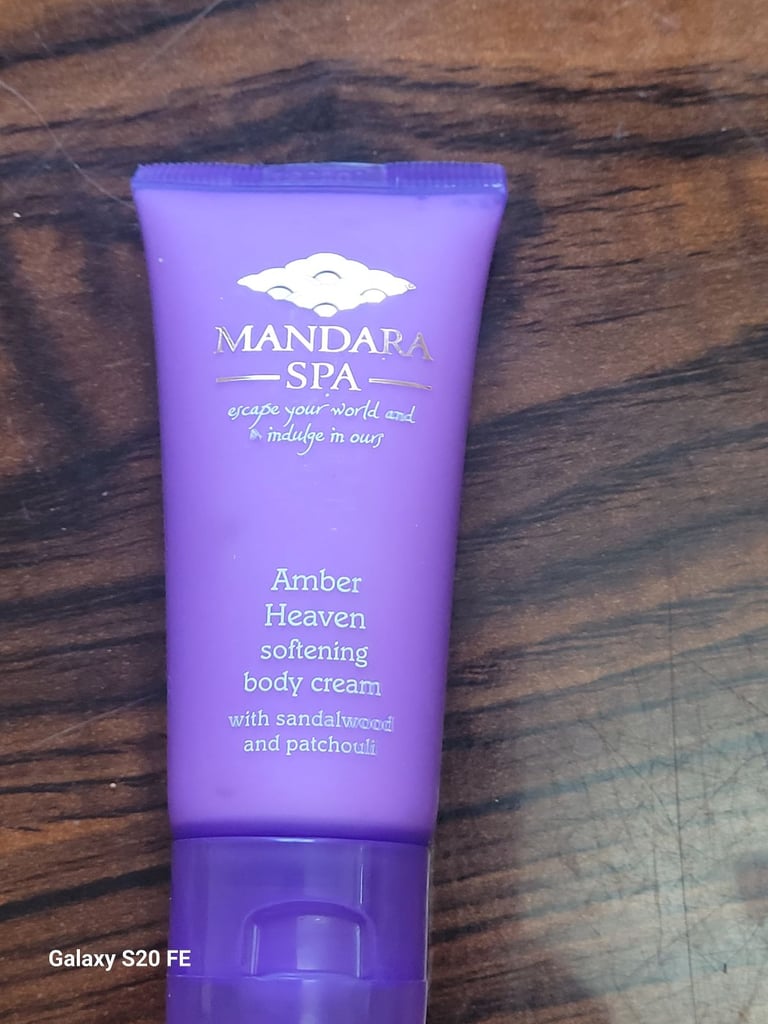 MANDARA
SPA
escape your world and
indulge in ours
Amber
Heaven
softening
body cream
with sandalwood
and patchouli
Galaxy S20 FE